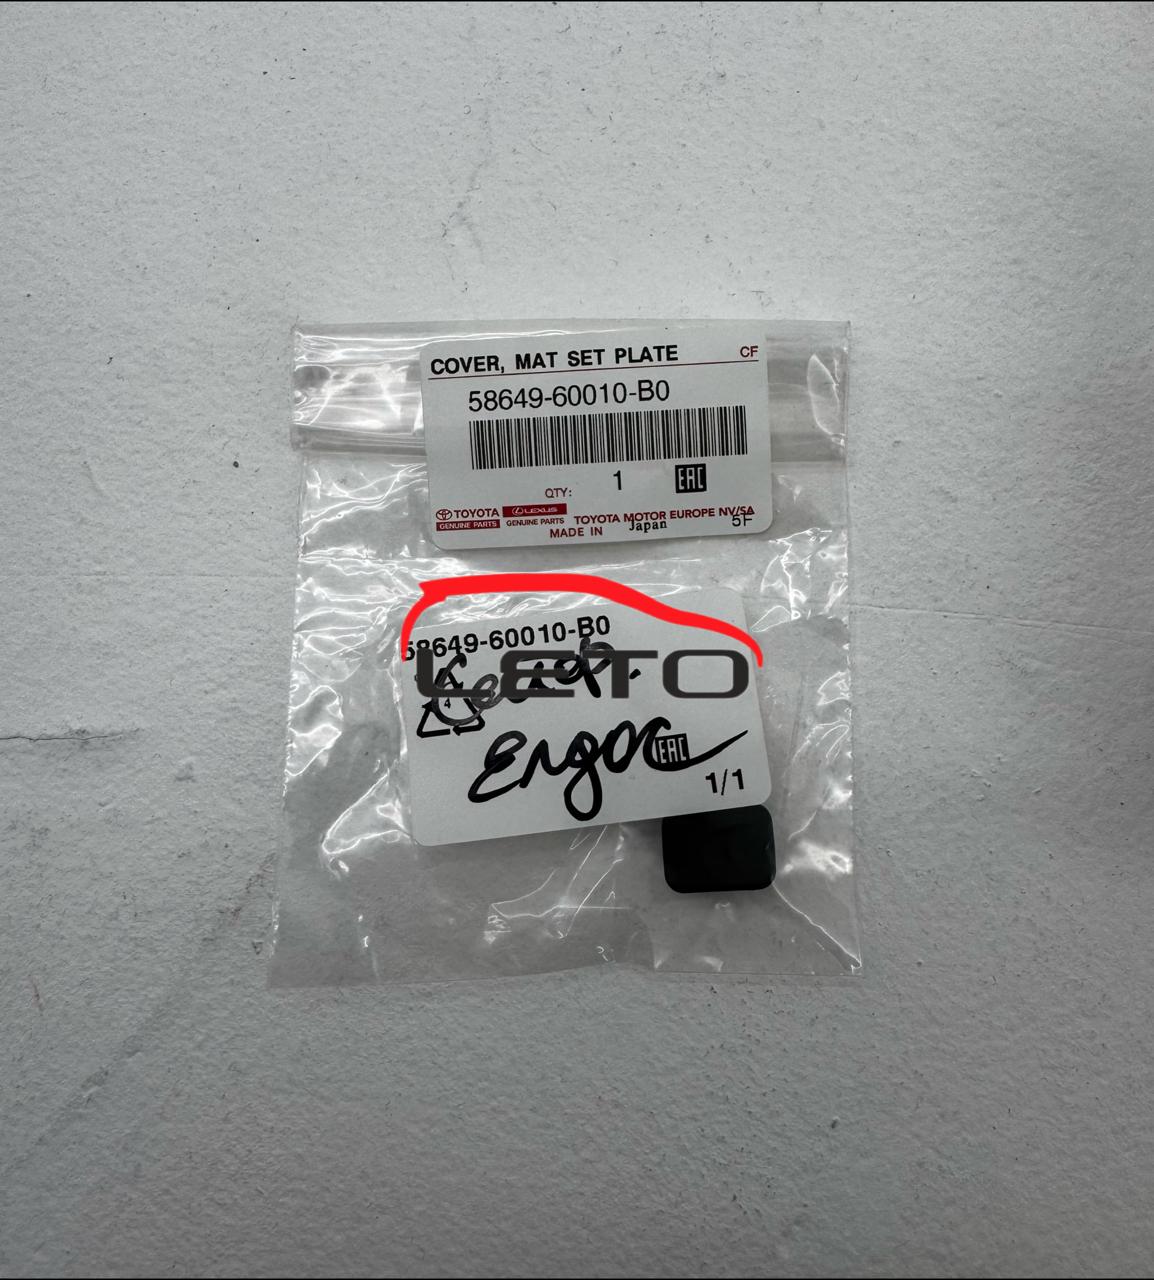 COVER, MAT SET PLATE CF
58649-60010-B0
QTY: 1 EAC
TOYOTA LEXUS
GENUINE PARTS GENUINE PARTS TOYOTA MOTOR EUROPE NV/SA
MADE IN Japan 5F
58649-60010-B0
LETO
4
EAC
1/1